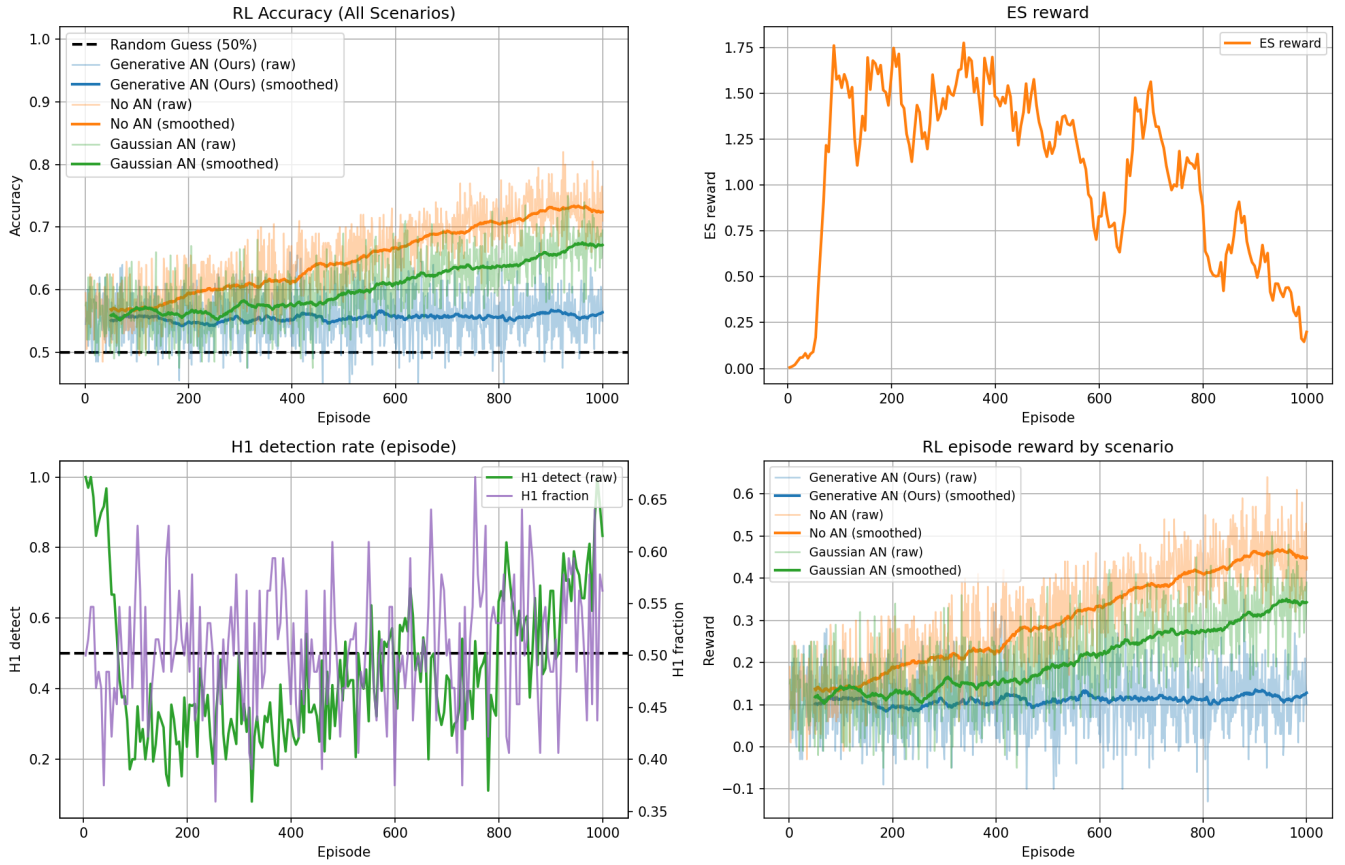 RL Accuracy (All Scenarios)
1.0
0.9
0.8
0.7
0.6
0.5
Accuracy
Random Guess (50%)
Generative AN (Ours) (raw)
Generative AN (Ours) (smoothed)
No AN (raw)
No AN (smoothed)
Gaussian AN (raw)
Gaussian AN (smoothed)
0 200 400 600 800 1000
Episode
ES reward
1.75
1.50
1.25
1.00
0.75
0.50
0.25
0.00
ES reward
ES reward
0 200 400 600 800 1000
Episode
H1 detection rate (episode)
1.0
0.8
0.6
0.4
0.2
H1 detect
H1 detect (raw)
H1 fraction
0.65
0.60
0.55
0.50
0.45
0.40
0.35
H1 fraction
0 200 400 600 800 1000
Episode
RL episode reward by scenario
0.6
0.5
0.4
0.3
0.2
0.1
0.0
−0.1
Reward
Generative AN (Ours) (raw)
Generative AN (Ours) (smoothed)
No AN (raw)
No AN (smoothed)
Gaussian AN (raw)
Gaussian AN (smoothed)
0 200 400 600 800 1000
Episode